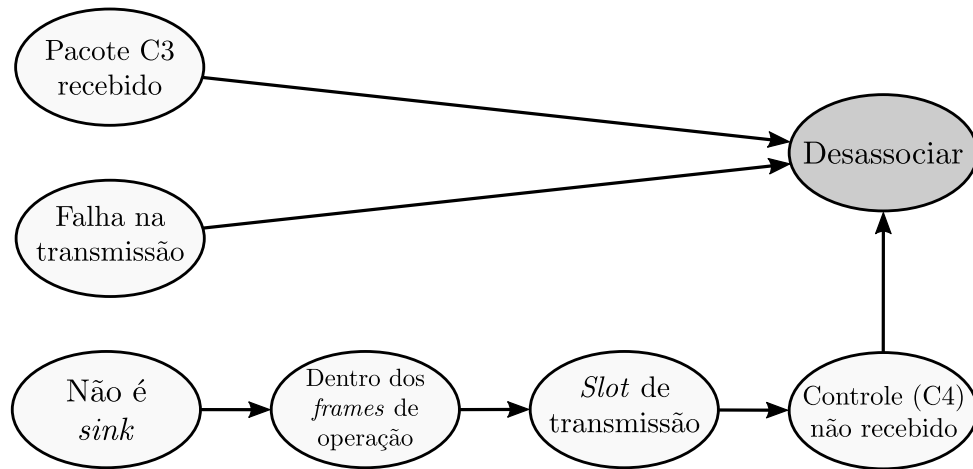 Pacote C3
recebido
Desassociar
Falha na
transmissão
Não é
sink
Dentro dos
frames de
operação
Slot de
transmissão
Controle (C4)
não recebido